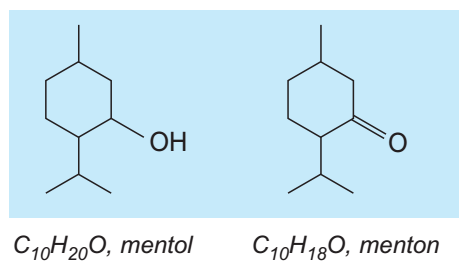 OH
O
C₁₀H₂₀O, mentol
C₁₀H₁₈O, menton